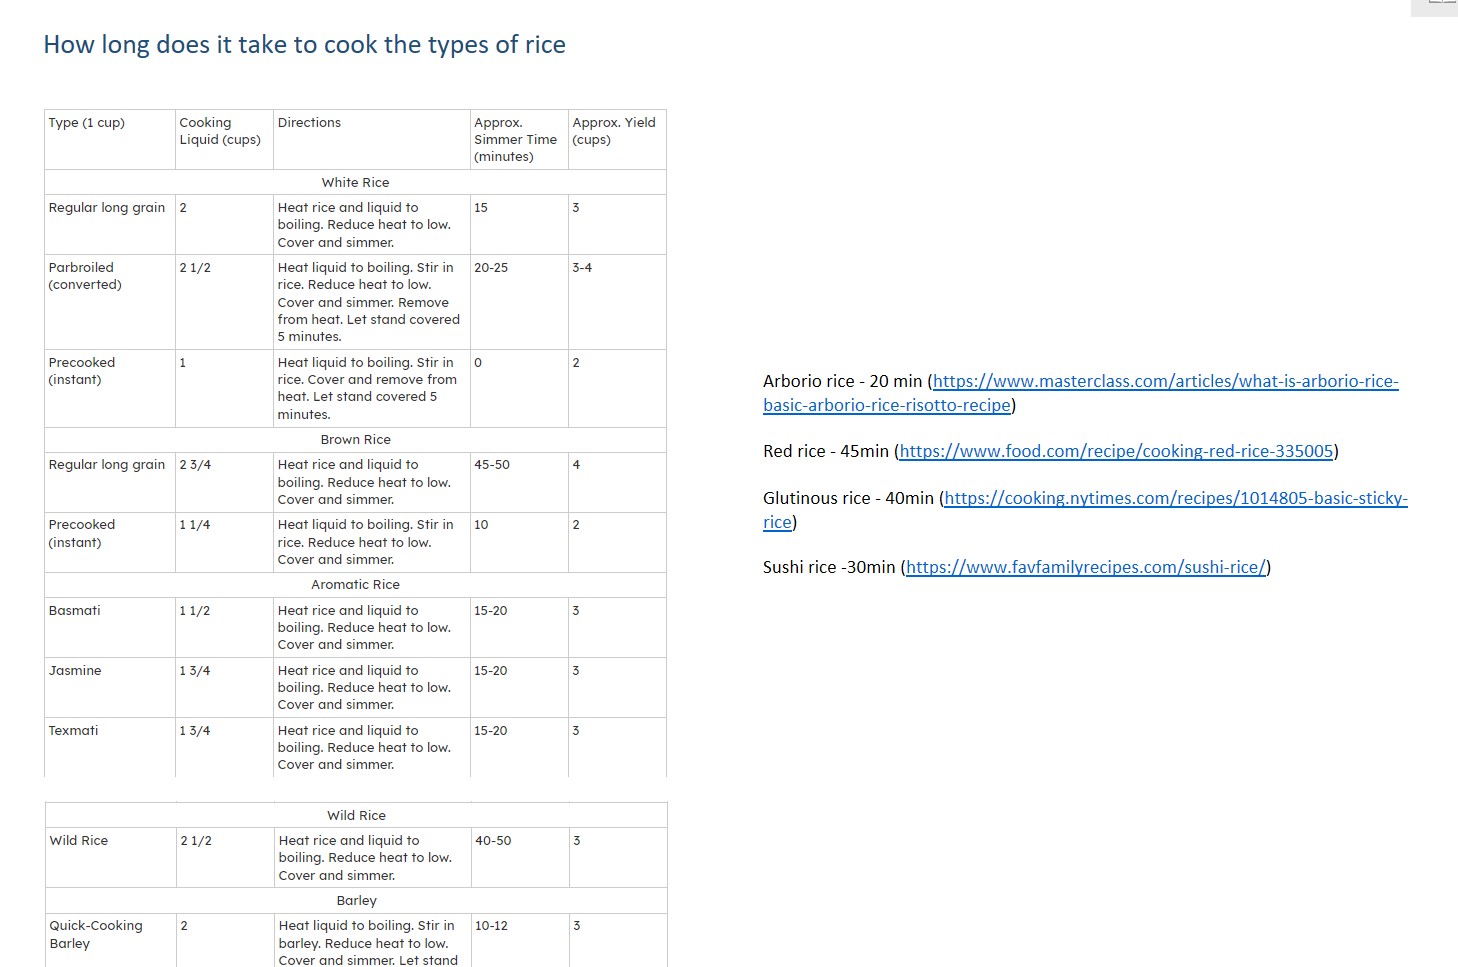 How long does it take to cook the types of rice
Type (1 cup)
Cooking
Liquid (cups)
Directions
Approx.
Simmer Time
(minutes)
Approx. Yield
(cups)
White Rice
Regular long grain
2
Heat rice and liquid to
boiling. Reduce heat to low.
Cover and simmer.
15
3
Parbroiled
(converted)
2 1/2
Heat liquid to boiling. Stir in
rice. Reduce heat to low.
Cover and simmer. Remove
from heat. Let stand covered
5 minutes.
20-25
3-4
Precooked
(instant)
1
Heat liquid to boiling. Stir in
rice. Cover and remove from
heat. Let stand covered 5
minutes.
0
2
Brown Rice
Regular long grain
2 3/4
Heat rice and liquid to
boiling. Reduce heat to low.
Cover and simmer.
45-50
4
Precooked
(instant)
1 1/4
Heat liquid to boiling. Stir in
rice. Reduce heat to low.
Cover and simmer.
10
2
Aromatic Rice
Basmati
1 1/2
Heat rice and liquid to
boiling. Reduce heat to low.
Cover and simmer.
15-20
3
Jasmine
1 3/4
Heat rice and liquid to
boiling. Reduce heat to low.
Cover and simmer.
15-20
3
Texmati
1 3/4
Heat rice and liquid to
boiling. Reduce heat to low.
Cover and simmer.
15-20
3
Wild Rice
Wild Rice
2 1/2
Heat rice and liquid to
boiling. Reduce heat to low.
Cover and simmer.
40-50
3
Barley
Quick-Cooking
Barley
2
Heat liquid to boiling. Stir in
barley. Reduce heat to low.
Cover and simmer. Let stand
10-12
3
Arborio rice - 20 min (https://www.masterclass.com/articles/what-is-arborio-rice-
basic-arborio-rice-risotto-recipe)
Red rice - 45min (https://www.food.com/recipe/cooking-red-rice-335005)
Glutinous rice - 40min (https://cooking.nytimes.com/recipes/1014805-basic-sticky-
rice)
Sushi rice -30min (https://www.favfamilyrecipes.com/sushi-rice/)